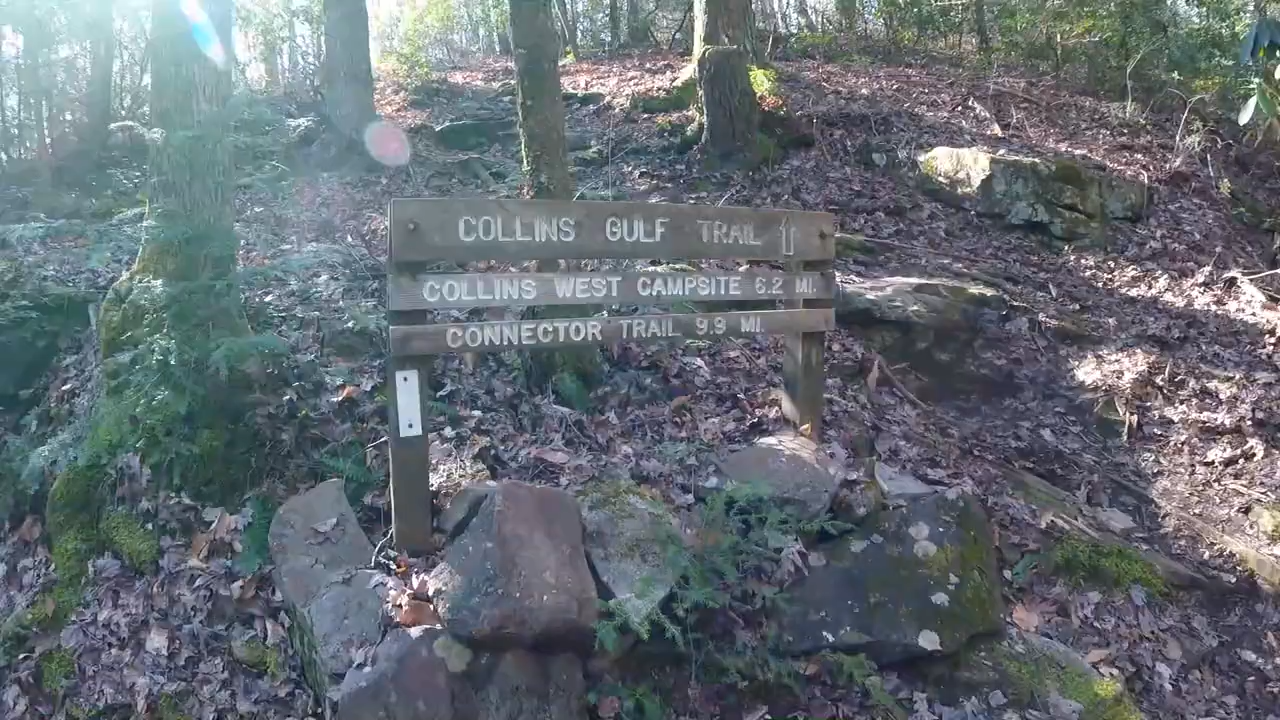 COLLINS GULF TRAIL ⇧
COLLINS WEST CAMPSITE 6.2 MI.
CONNECTOR TRAIL 9.9 MI.